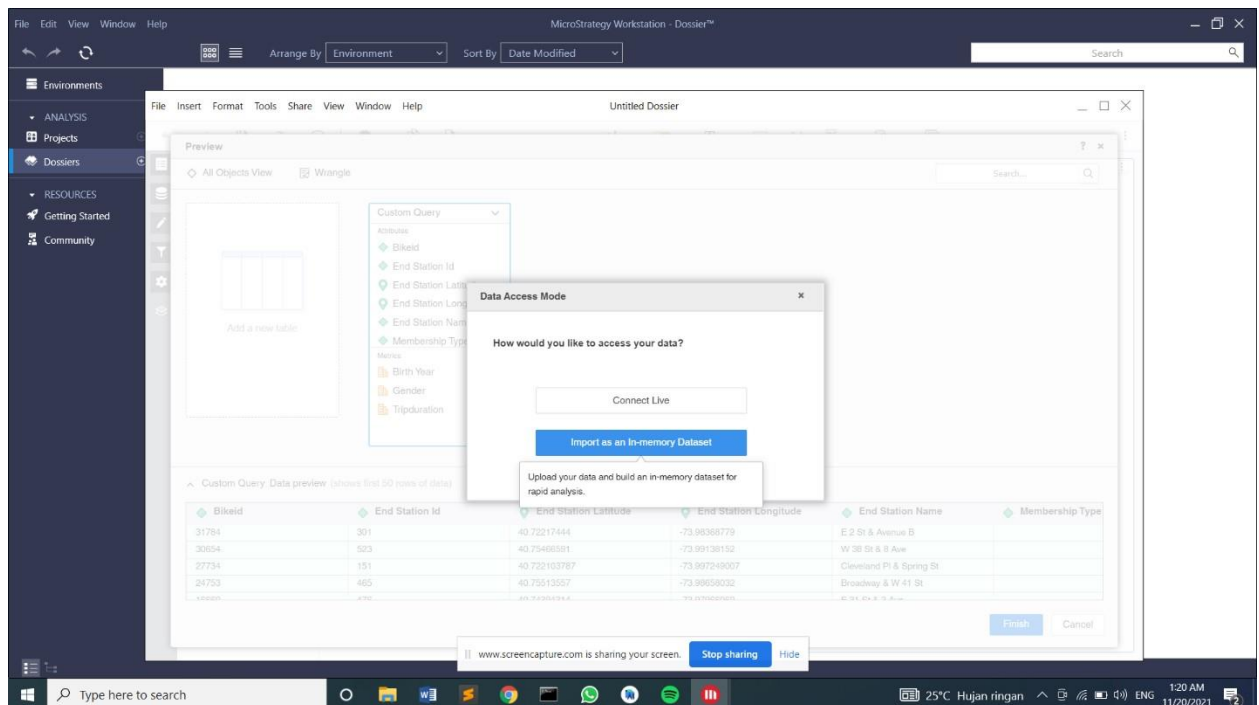 File Edit View Window Help
MicroStrategy Workstation - Dossier™
Arrange By Environment
Sort By Date Modified
Search
Environments
ANALYSIS
Projects
Dossiers
RESOURCES
Getting Started
Community
File Insert Format Tools Share View Window Help
Untitled Dossier
Preview
? ×
All Objects View
Wrangle
Search...
Add a new table
Custom Query
Attributes
Bikeid
End Station Id
End Station Latit
End Station Long
End Station Nam
Membership Type
Metrics
Birth Year
Gender
Tripduration
Data Access Mode
×
How would you like to access your data?
Connect Live
Import as an In-memory Dataset
Upload your data and build an in-memory dataset for
rapid analysis.
Custom Query: Data preview (shows first 50 rows of data)
Bikeid End Station Id End Station Latitude End Station Longitude End Station Name Membership Type
31784 301 40.72217444 -73.98368779 E 2 St & Avenue B
30654 523 40.75466591 -73.99138152 W 38 St & 8 Ave
27734 151 40.722103787 -73.997249007 Cleveland Pl & Spring St
24753 465 40.75513557 -73.98658032 Broadway & W 41 St
Finish Cancel
www.screencapture.com is sharing your screen. Stop sharing Hide
Type here to search
25°C Hujan ringan
ENG
1:20 AM
11/20/2021
2